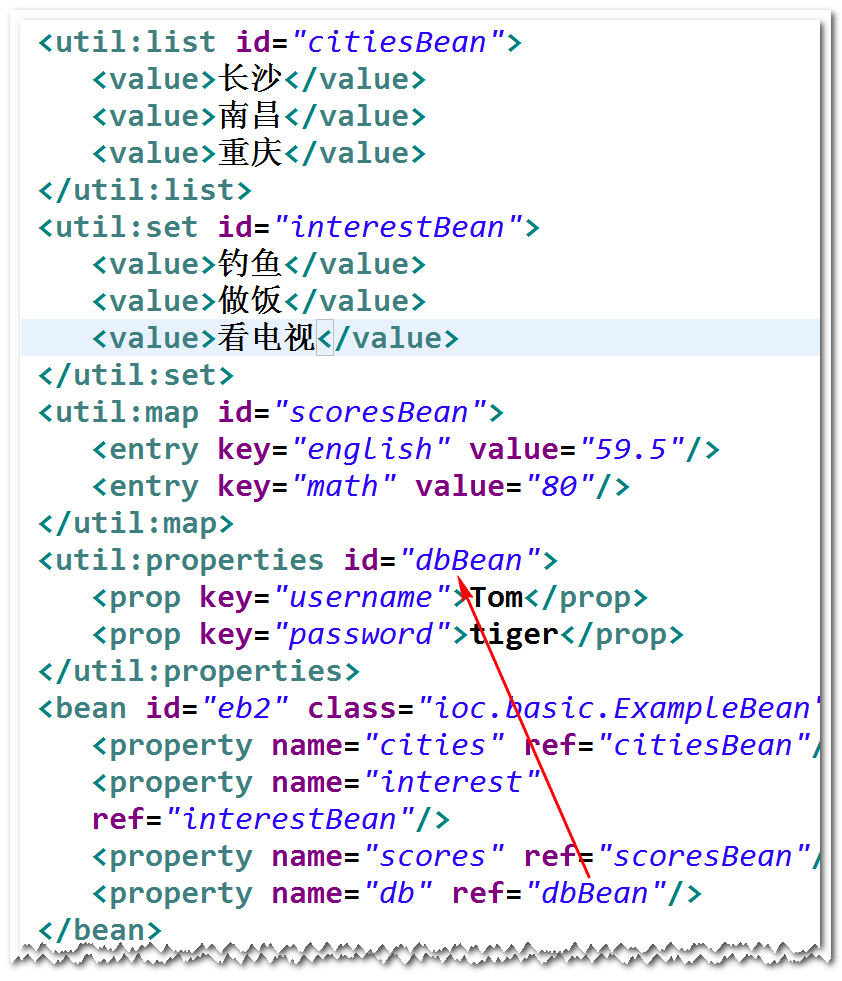 <util:list id="citiesBean">
<value>长沙</value>
<value>南昌</value>
<value>重庆</value>
</util:list>
<util:set id="interestBean">
<value>钓鱼</value>
<value>做饭</value>
<value>看电视</value>
</util:set>
<util:map id="scoresBean">
<entry key="english" value="59.5"/>
<entry key="math" value="80"/>
</util:map>
<util:properties id="dbBean">
<prop key="username">Tom</prop>
<prop key="password">tiger</prop>
</util:properties>
<bean id="eb2" class="ioc.basic.ExampleBean"
<property name="cities" ref="citiesBean"/
<property name="interest"
ref="interestBean"/>
<property name="scores" ref="scoresBean"/
<property name="db" ref="dbBean"/>
</bean>